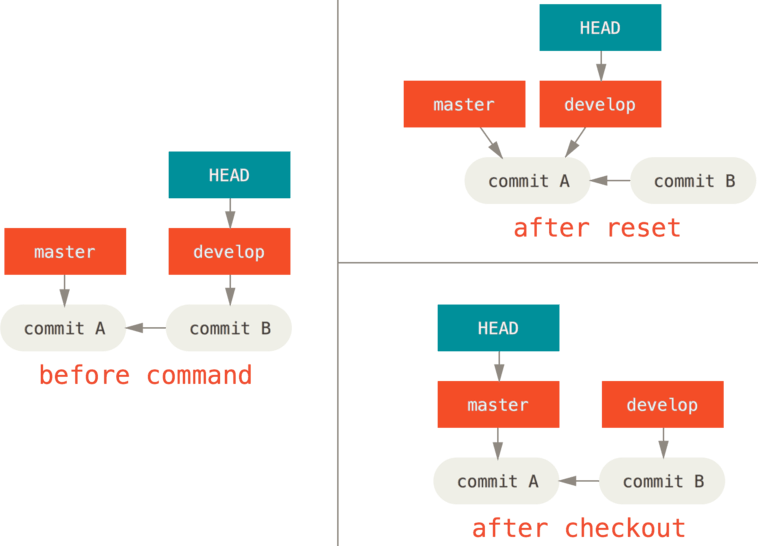 HEAD
master
develop
commit A
commit B
before command
HEAD
master
develop
commit A
commit B
after reset
HEAD
master
develop
commit A
commit B
after checkout